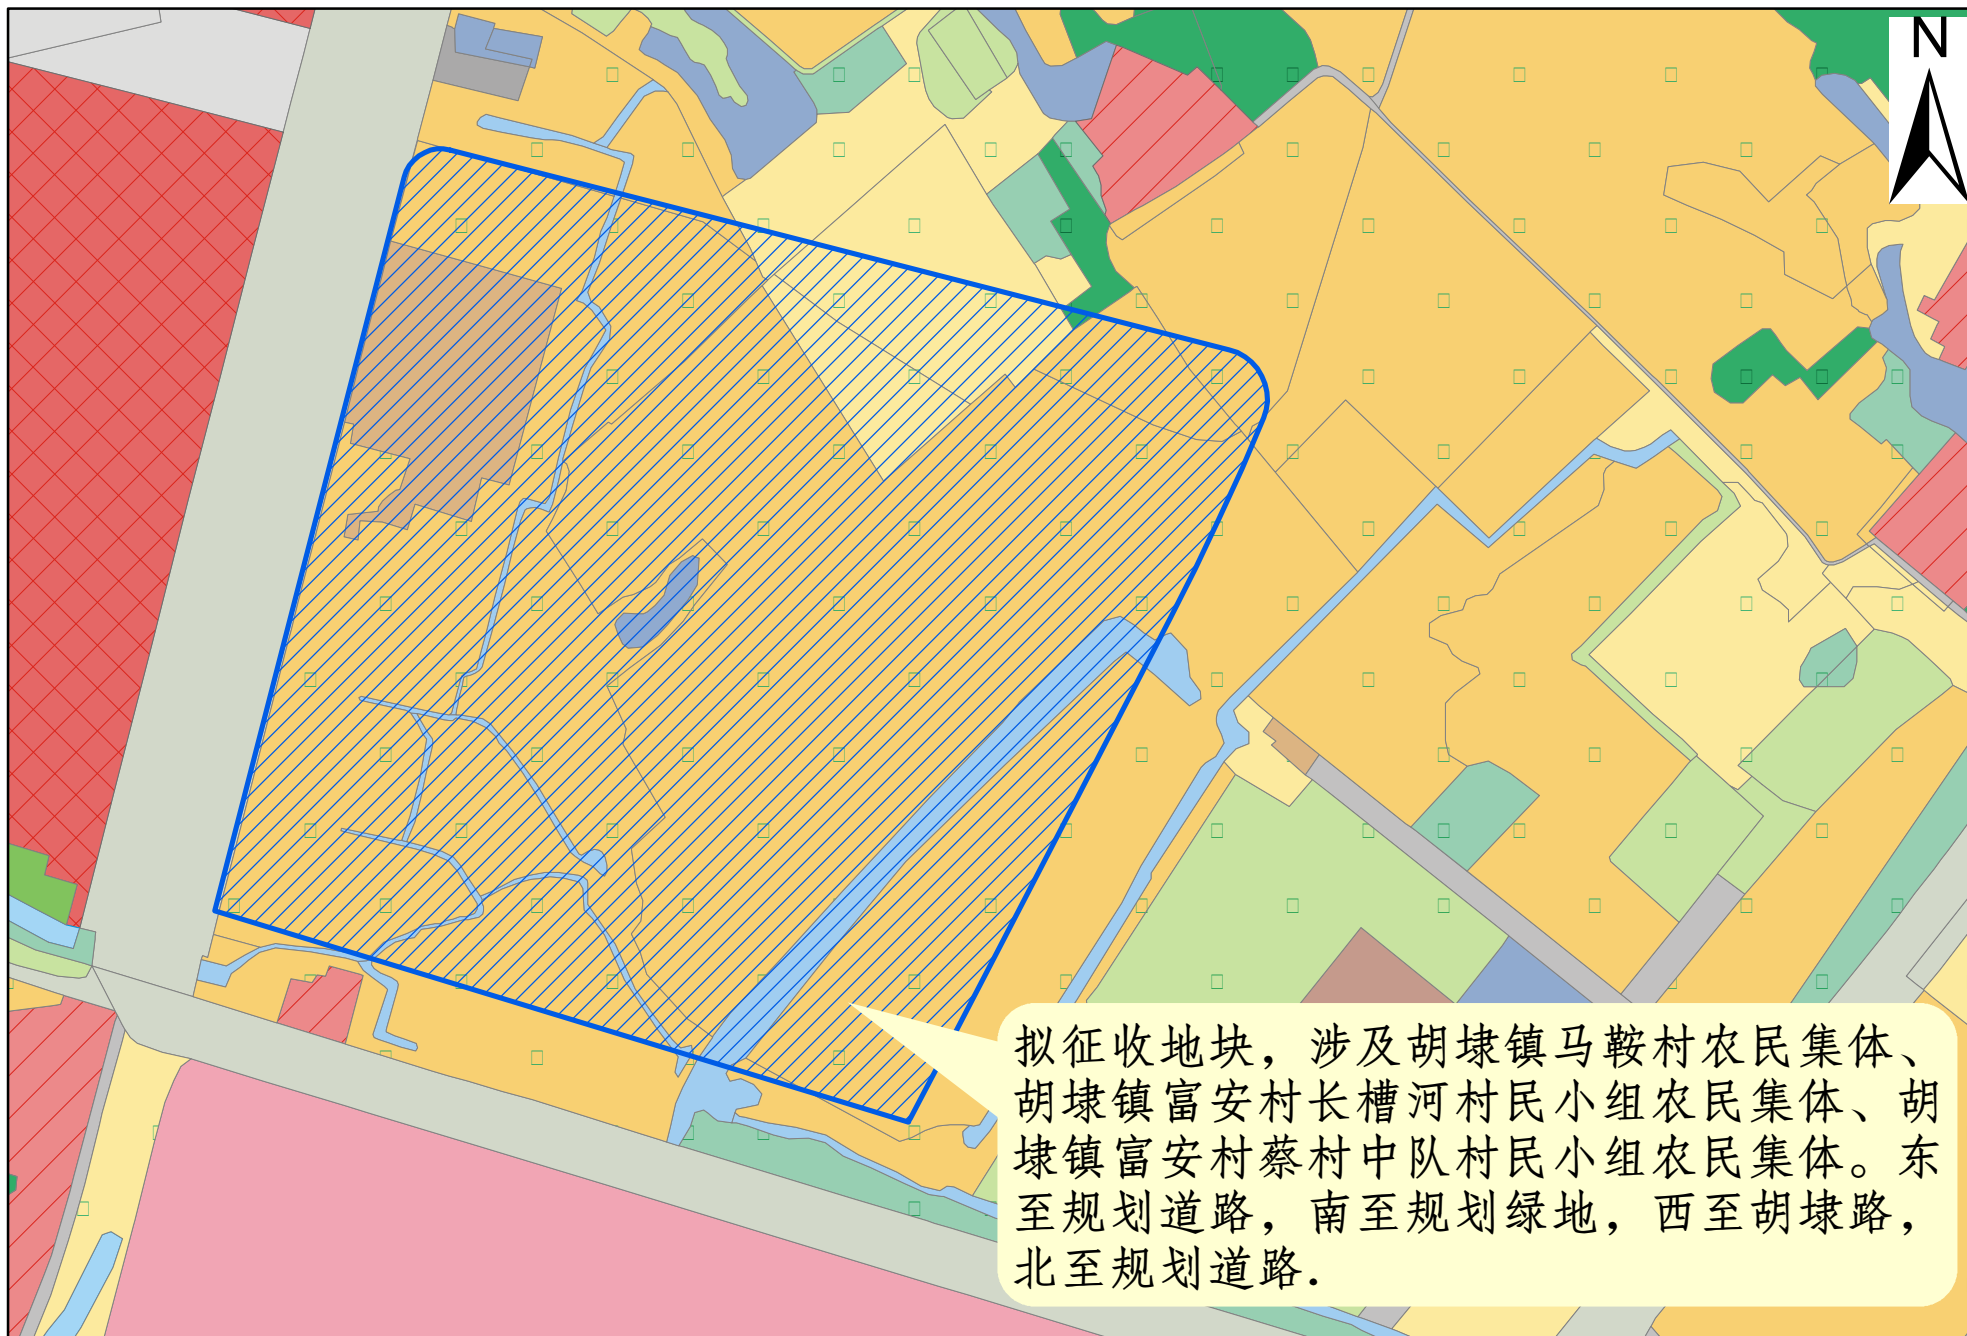 N
拟征收地块，涉及胡埭镇马鞍村农民集体、
胡埭镇富安村长槽河村民小组农民集体、胡
埭镇富安村蔡村中队村民小组农民集体。东
至规划道路，南至规划绿地，西至胡埭路，
北至规划道路.